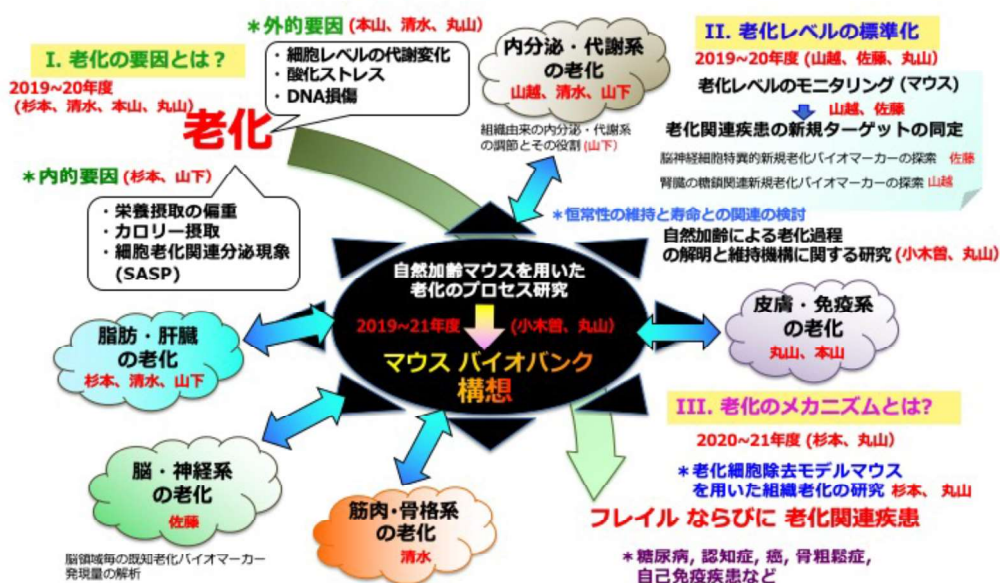 I. 老化の要因とは？
2019~20年度
(杉本、清水、本山、丸山)
老化
＊外的要因 (本山、清水、丸山)
・細胞レベルの代謝変化
・酸化ストレス
・DNA損傷
＊内的要因 (杉本、山下)
・栄養摂取の偏重
・カロリー摂取
・細胞老化関連分泌現象
(SASP)
内分泌・代謝系
の老化
山越、清水、山下
組織由来の内分泌・代謝系
の調節とその役割 (山下)
II. 老化レベルの標準化
2019~20年度 (山越、佐藤、丸山)
老化レベルのモニタリング (マウス)
山越、佐藤
老化関連疾患の新規ターゲットの同定
脳神経細胞特異的新規老化バイオマーカーの探索 佐藤
腎臓の糖鎖関連新規老化バイオマーカーの探索 山越
＊恒常性の維持と寿命との関連の検討
自然加齢による老化過程
の解明と維持機構に関する研究 (小木曽、丸山)
自然加齢マウスを用いた
老化のプロセス研究
2019~21年度 (小木曽、丸山)
マウス バイオバンク
構想
脂肪・肝臓
の老化
杉本、清水、山下
皮膚・免疫系
の老化
丸山、本山
脳・神経系
の老化
佐藤
脳領域毎の既知老化バイオマーカー
発現量の解析
筋肉・骨格系
の老化
清水
III. 老化のメカニズムとは?
2020~21年度 (杉本、丸山)
＊老化細胞除去モデルマウス
を用いた組織老化の研究 杉本、 丸山
フレイル ならびに 老化関連疾患
＊糖尿病, 認知症, 癌, 骨粗鬆症,
自己免疫疾患など